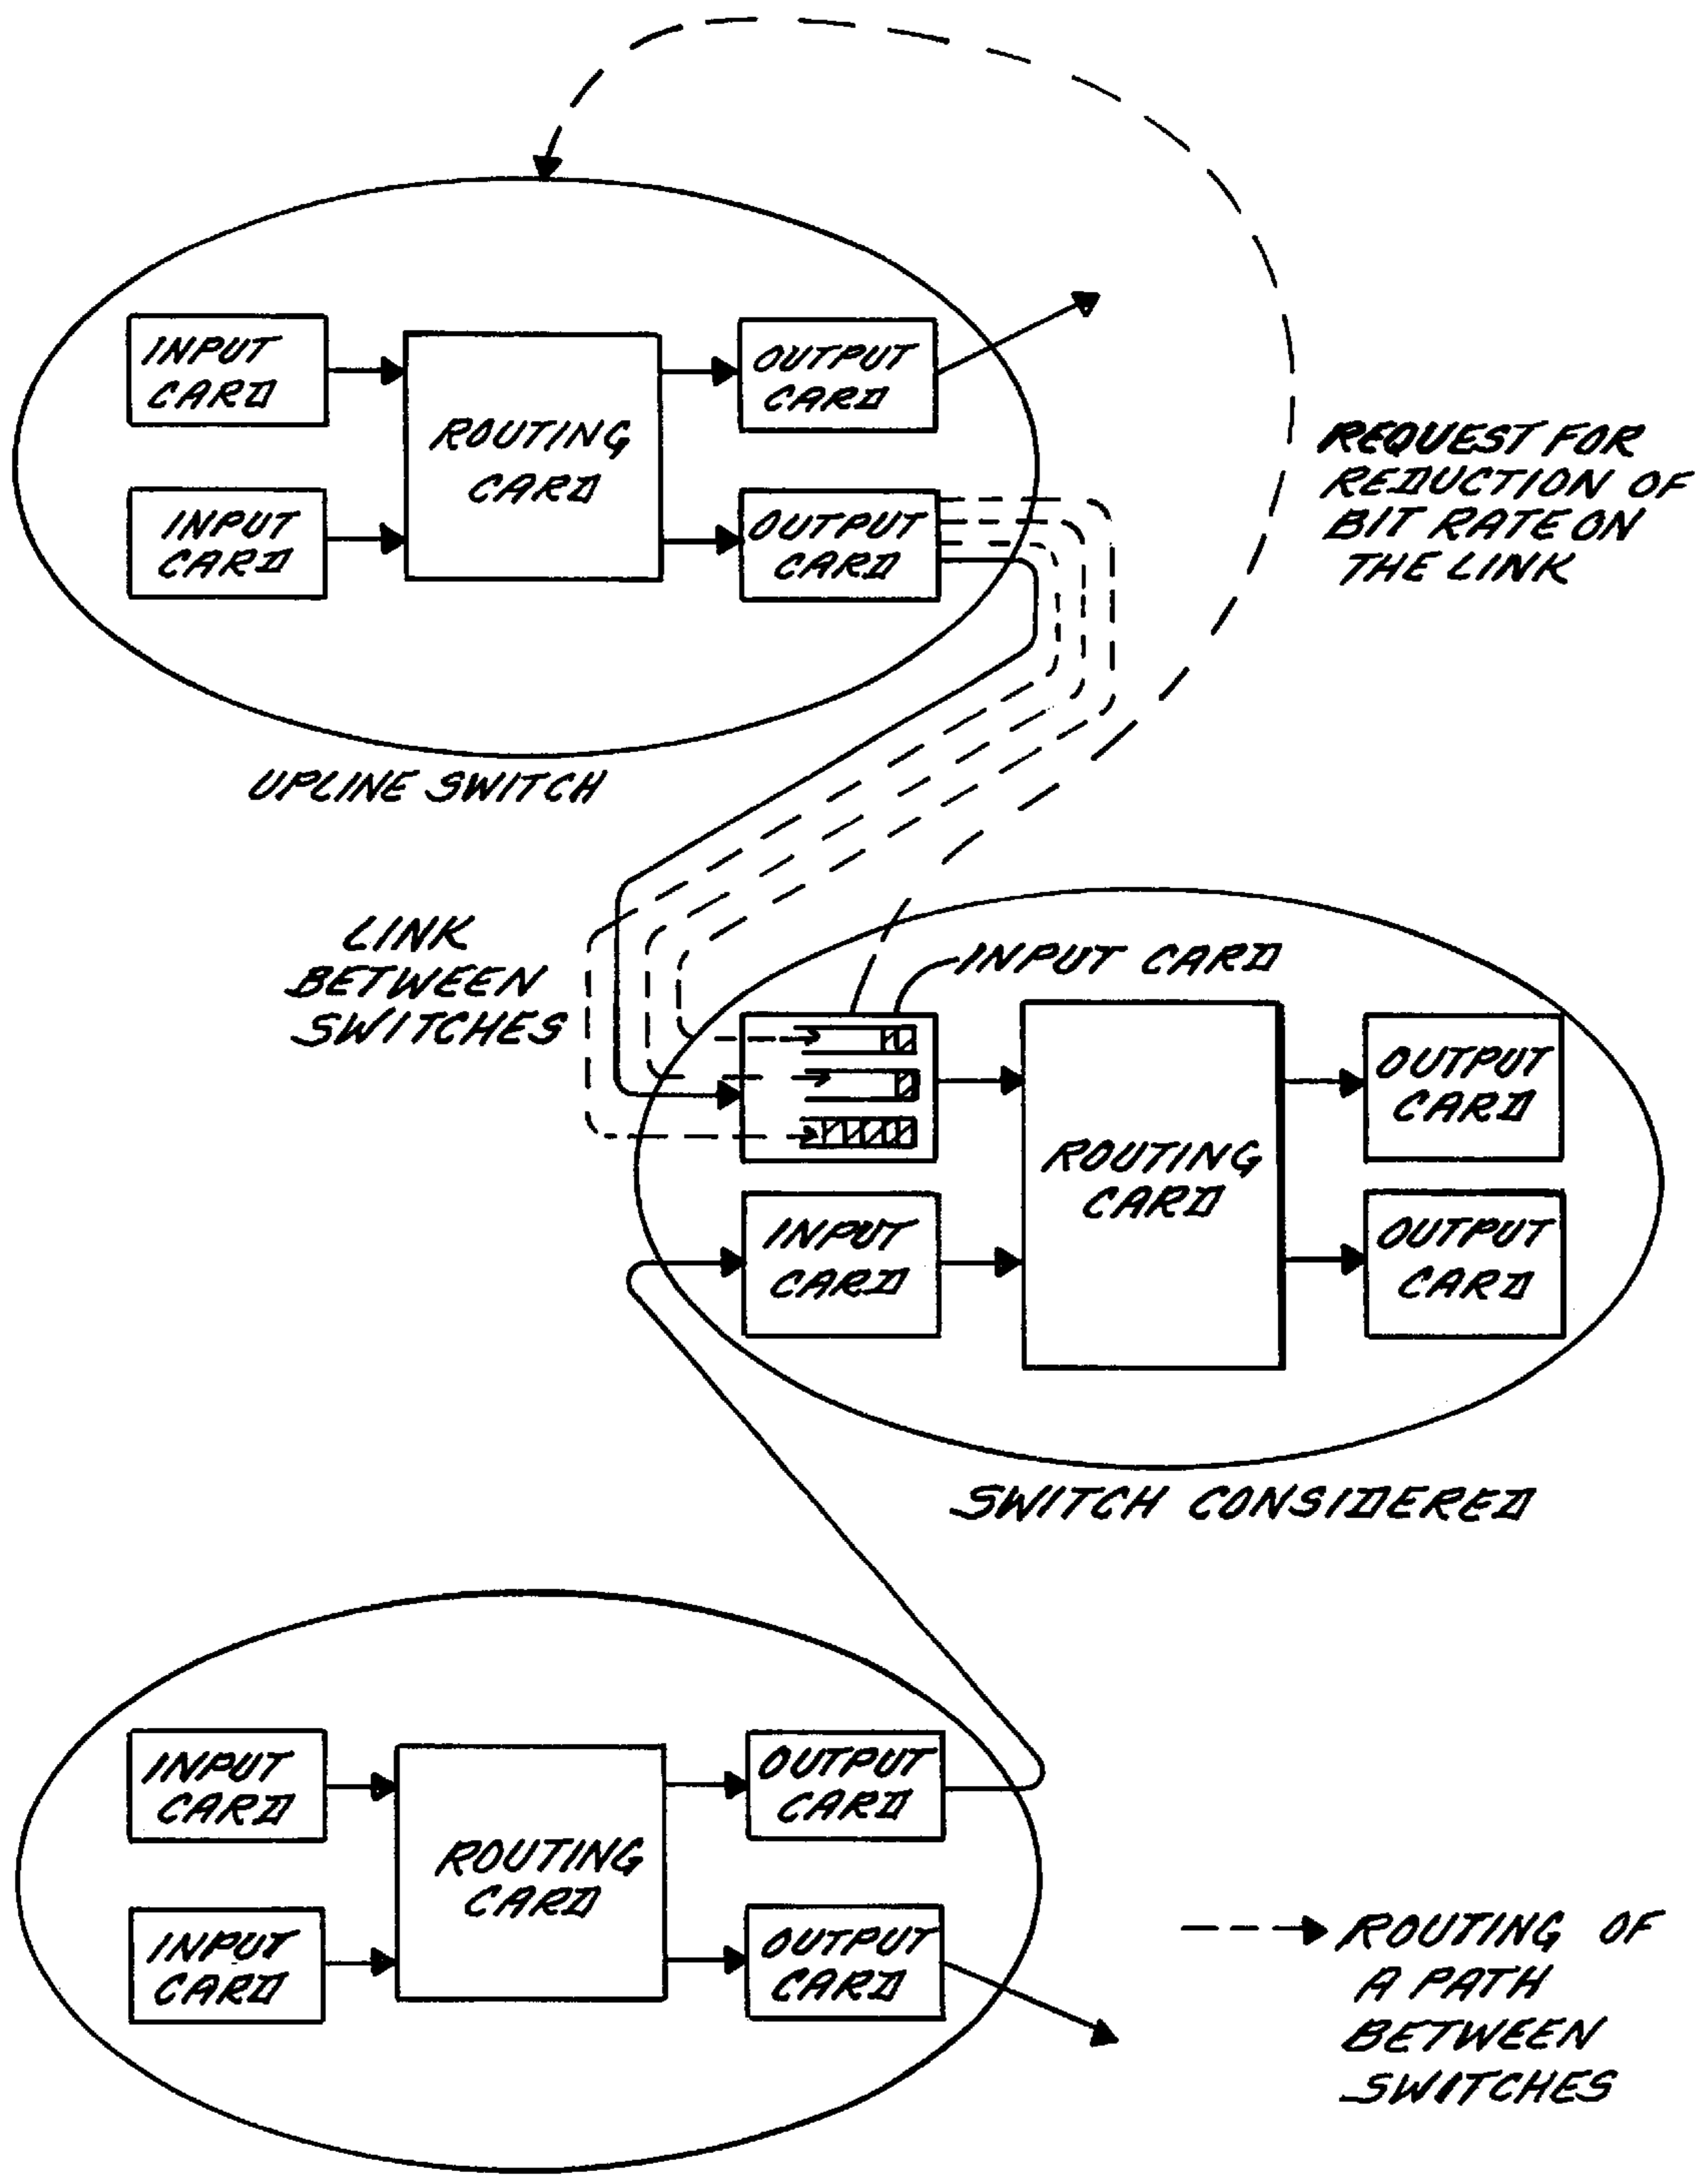 INPUT
CARD
ROUTING
CARD
OUTPUT
CARD
INPUT
CARD
OUTPUT
CARD
REQUEST FOR
REDUCTION OF
BIT RATE ON
THE LINK
UPLINE SWITCH
LINK
BETWEEN
SWITCHES
INPUT CARD
ROUTING
CARD
OUTPUT
CARD
INPUT
CARD
OUTPUT
CARD
SWITCH CONSIDERED
INPUT
CARD
ROUTING
CARD
OUTPUT
CARD
INPUT
CARD
OUTPUT
CARD
ROUTING OF
A PATH
BETWEEN
SWITCHES